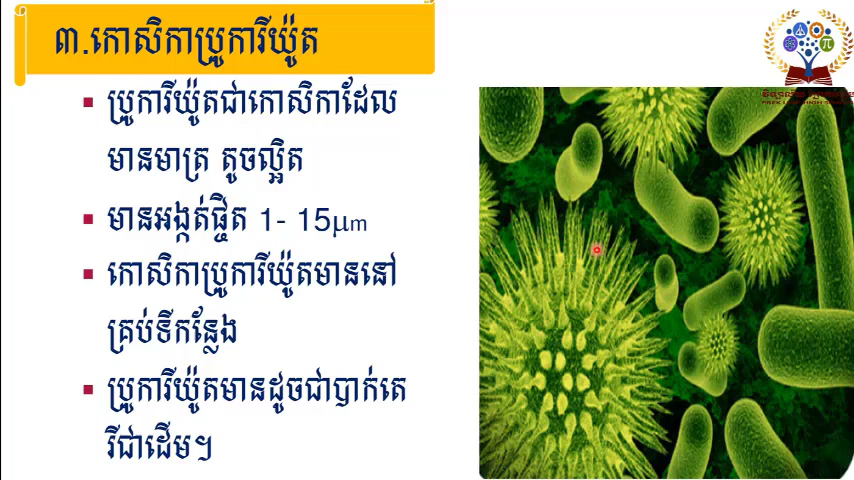 ៣.កោសិកាប្រូការីយ៉ូត
▪ ប្រូការីយ៉ូតជាកោសិកាដែល
មានមាត្រ តូចល្អិត
▪ មានអង្កត់ផ្ចិត 1- 15µm
▪ កោសិកាប្រូការីយ៉ូតមាននៅ
គ្រប់ទីកន្លែង
▪ ប្រូការីយ៉ូតមានដូចជាបាក់តេ
រីជាដើម។